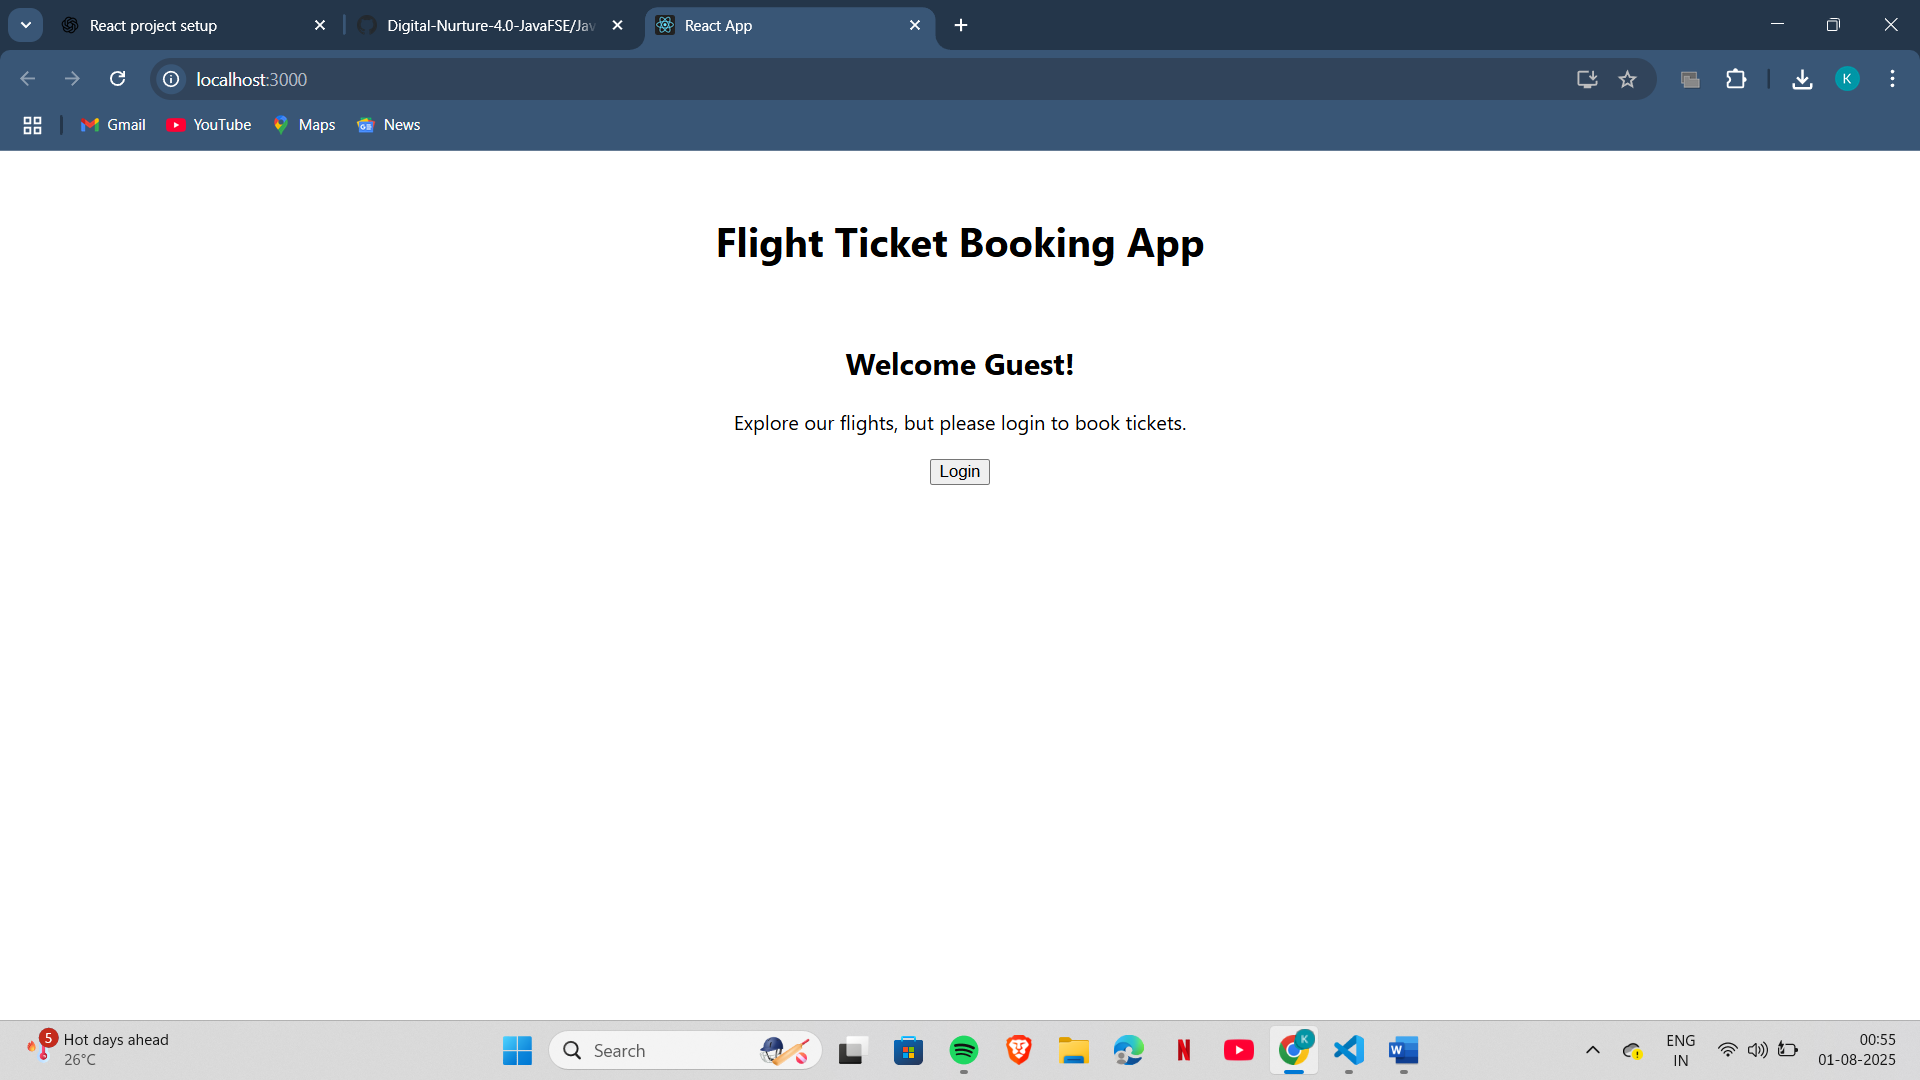 React project setup
Digital-Nurture-4.0-JavaFSE/Jav
React App
localhost:3000
K
Gmail
YouTube
Maps
News
Flight Ticket Booking App
Welcome Guest!
Explore our flights, but please login to book tickets.
Login
5
Hot days ahead
26°C
Search
N
K
W
ENG
IN
00:55
01-08-2025